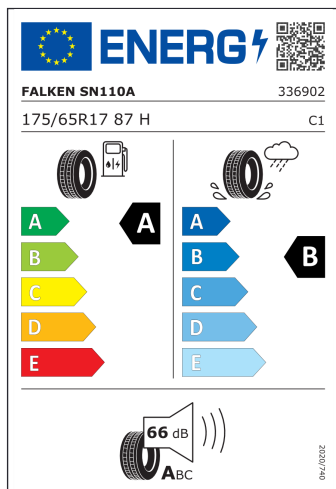 ENERG
FALKEN SN110A 336902
175/65R17 87 H C1
A A A
B B B
C C
D D
E E
66 dB
ABC
2020/740